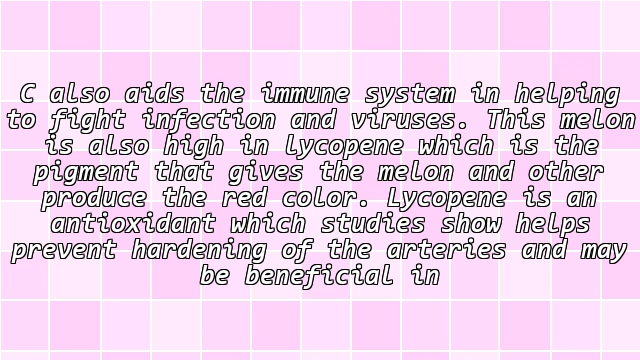 C also aids the immune system in helping
to fight infection and viruses. This melon
is also high in lycopene which is the
pigment that gives the melon and other
produce the red color. Lycopene is an
antioxidant which studies show helps
prevent hardening of the arteries and may
be beneficial in